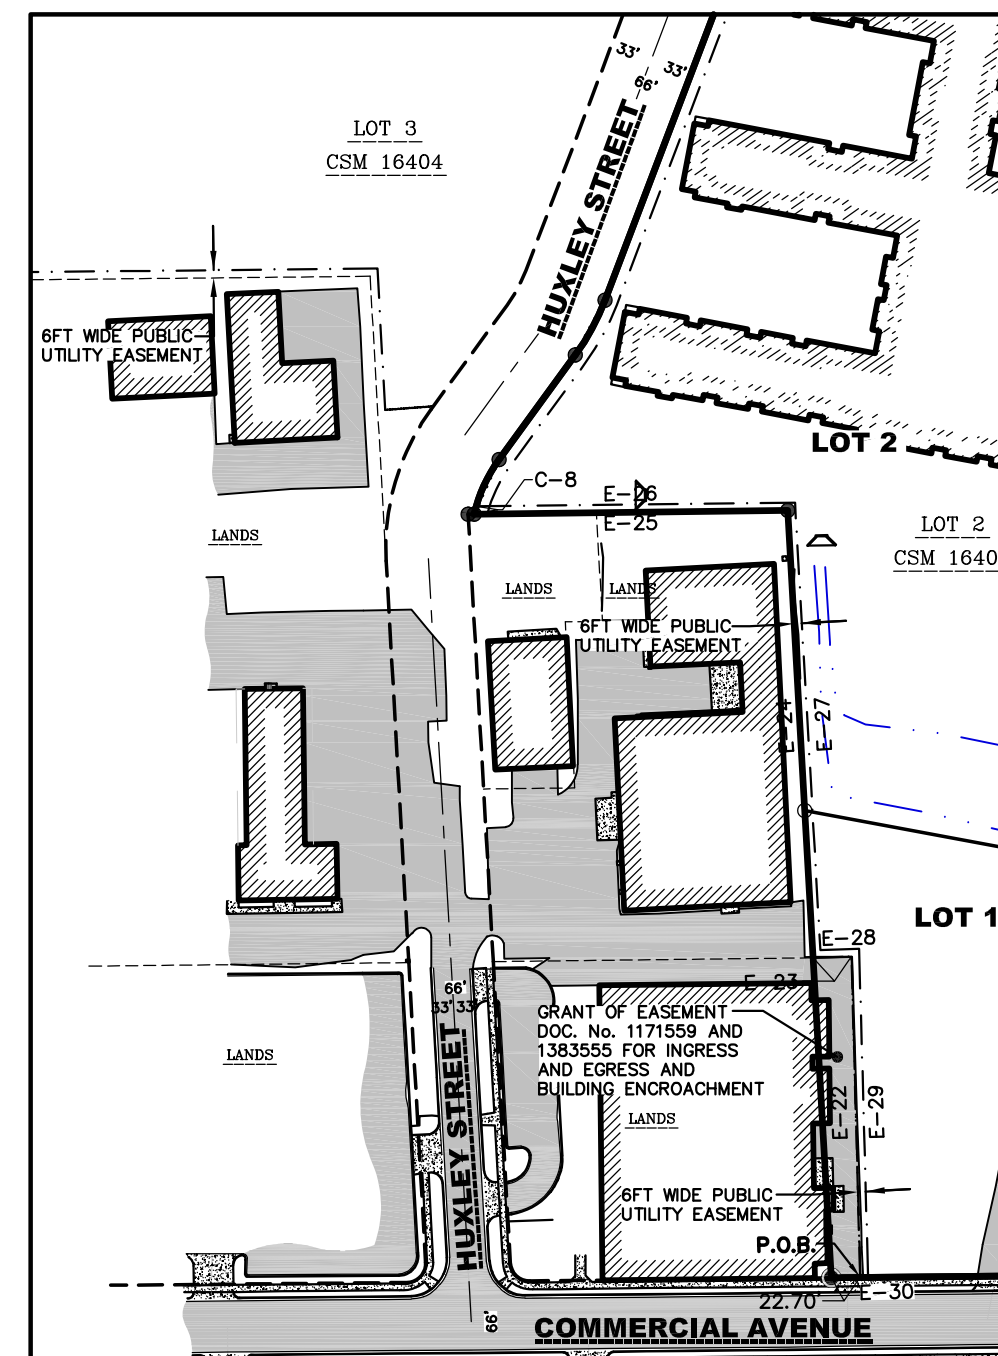 33'
33'
66'
HUXLEY STREET
LOT 3
CSM 16404
6FT WIDE PUBLIC
UTILITY EASEMENT
LOT 2
C-8
E-26
E-25
LOT 2
CSM 1640
LANDS
LANDS
LANDS
6FT WIDE PUBLIC
UTILITY EASEMENT
E-24
E-27
LOT 1
E-28
E-23
66'
33' 33'
GRANT OF EASEMENT
DOC. No. 1171559 AND
1383555 FOR INGRESS
AND EGRESS AND
BUILDING ENCROACHMENT
LANDS
LANDS
HUXLEY STREET
E-22
E-29
6FT WIDE PUBLIC
UTILITY EASEMENT
P.O.B.
E-30
22.70'
66'
COMMERCIAL AVENUE